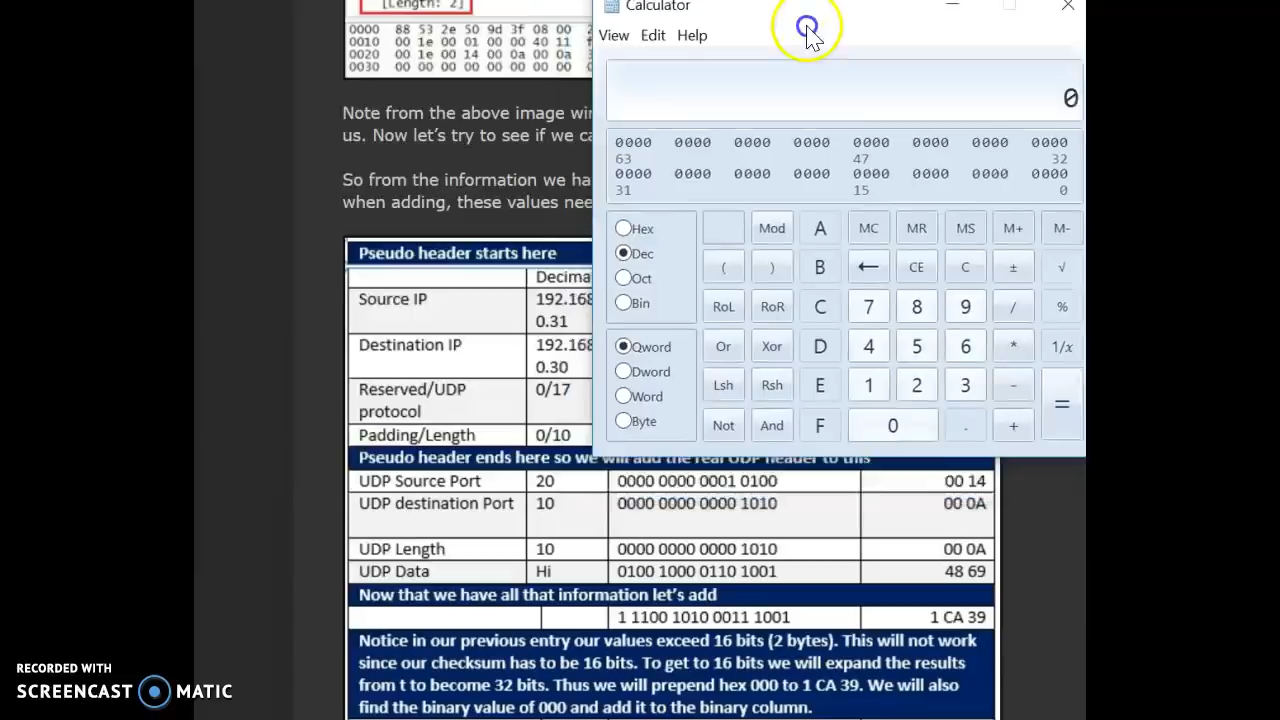 [Length: 2]
Calculator
0000 88 53 2e 50 9d 3f 08 00
0010 00 1e 00 01 00 00 40 11
0020 00 1e 00 14 00 0a 00 0a
0030 00 00 00 00 00 00 00 00
View Edit Help
0
Note from the above image
us. Now let's try to see if we
So from the information we
when adding, these values
0000 0000 0000 0000 0000 0000 0000 0000
63 47 32
0000 0000 0000 0000 0000 0000 0000 0000
31 15 0
Hex Mod A MC MR MS M+ M-
Dec ( ) B ← CE C ± √
Oct
Bin RoL RoR C 7 8 9 / %
Qword Or Xor D 4 5 6 * 1/x
Dword Lsh Rsh E 1 2 3 - =
Word
Byte Not And F 0 . +
Pseudo header starts here
Source IP 192.168
0.31
Destination IP 192.168
0.30
Reserved/UDP 0/17
protocol
Padding/Length 0/10
Pseudo header ends here so we will add the real UDP header to this
UDP Source Port 20 0000 0000 0001 0100 00 14
UDP destination Port 10 0000 0000 0000 1010 00 0A
UDP Length 10 0000 0000 0000 1010 00 0A
UDP Data Hi 0100 1000 0110 1001 48 69
Now that we have all that information let's add
1 1100 1010 0011 1001 1 CA 39
Notice in our previous entry our values exceed 16 bits (2 bytes). This will not work
since our checksum has to be 16 bits. To get to 16 bits we will expand the results
from t to become 32 bits. Thus we will prepend hex 000 to 1 CA 39. We will also
find the binary value of 000 and add it to the binary column.
RECORDED WITH
SCREENCAST MATIC